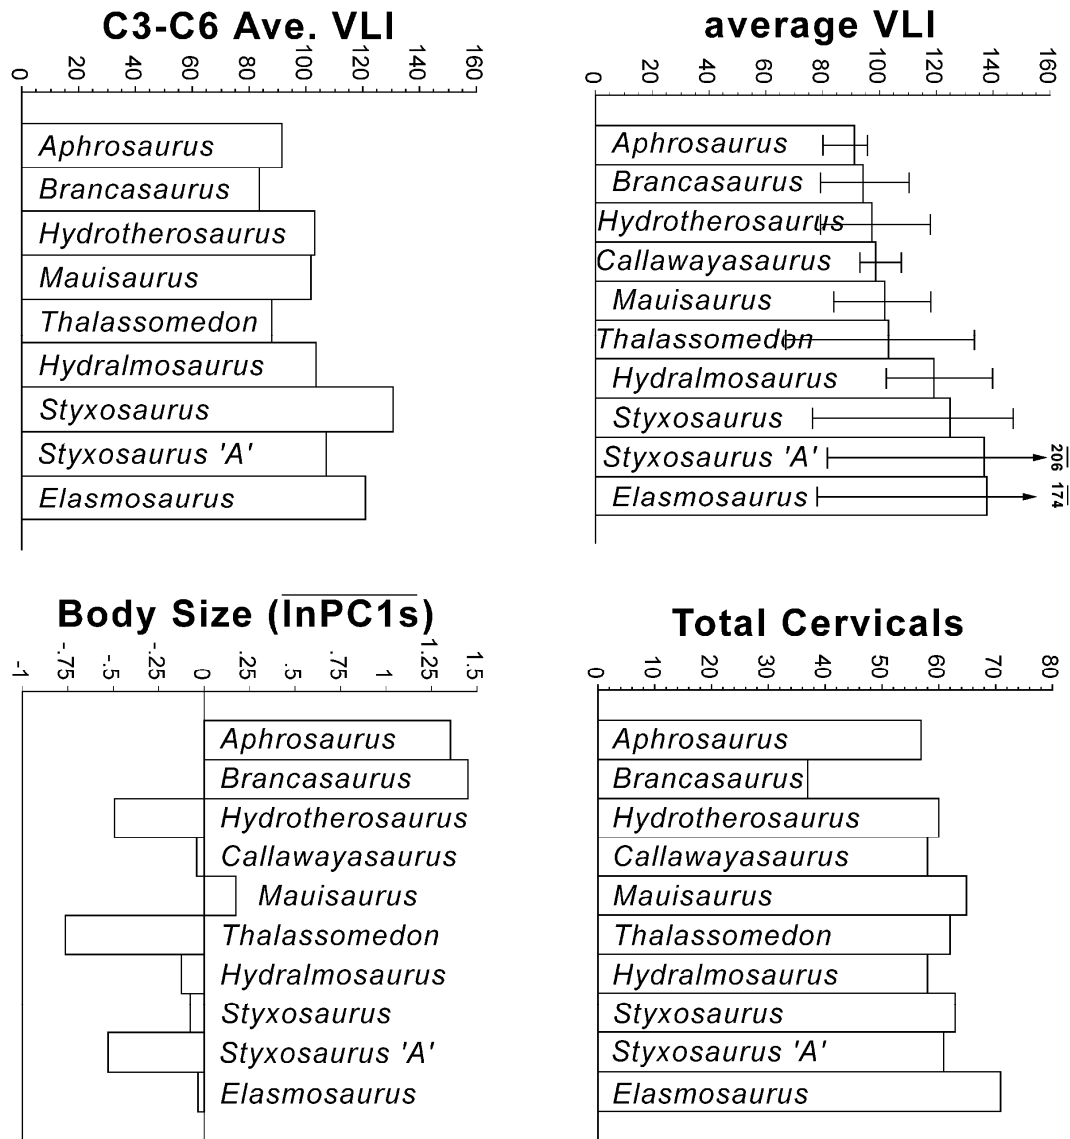 C3-C6 Ave. VLI
0 20 40 60 80 100 120 140 160
Aphrosaurus
Brancasaurus
Hydrotherosaurus
Mauisaurus
Thalassomedon
Hydralmosaurus
Styxosaurus
Styxosaurus 'A'
Elasmosaurus
average VLI
0 20 40 60 80 100 120 140 160
Aphrosaurus
Brancasaurus
Hydrotherosaurus
Callawayasaurus
Mauisaurus
Thalassomedon
Hydralmosaurus
Styxosaurus
Styxosaurus 'A'
206
Elasmosaurus
174
Body Size (lnPC1s)
-1 -.75 -.5 -.25 0 .25 .5 .75 1 1.25 1.5
Aphrosaurus
Brancasaurus
Hydrotherosaurus
Callawayasaurus
Mauisaurus
Thalassomedon
Hydralmosaurus
Styxosaurus
Styxosaurus 'A'
Elasmosaurus
Total Cervicals
0 10 20 30 40 50 60 70 80
Aphrosaurus
Brancasaurus
Hydrotherosaurus
Callawayasaurus
Mauisaurus
Thalassomedon
Hydralmosaurus
Styxosaurus
Styxosaurus 'A'
Elasmosaurus